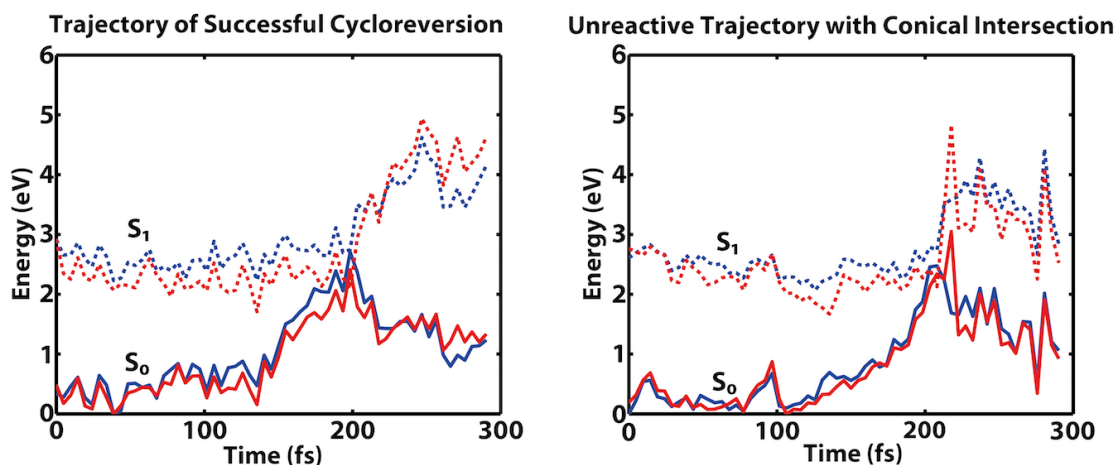 Trajectory of Successful Cycloreversion
Unreactive Trajectory with Conical Intersection
6
5
4
3
2
1
0
Energy (eV)
S₁
S₀
0
100
200
300
Time (fs)
6
5
4
3
2
1
0
Energy (eV)
S₁
S₀
0
100
200
300
Time (fs)